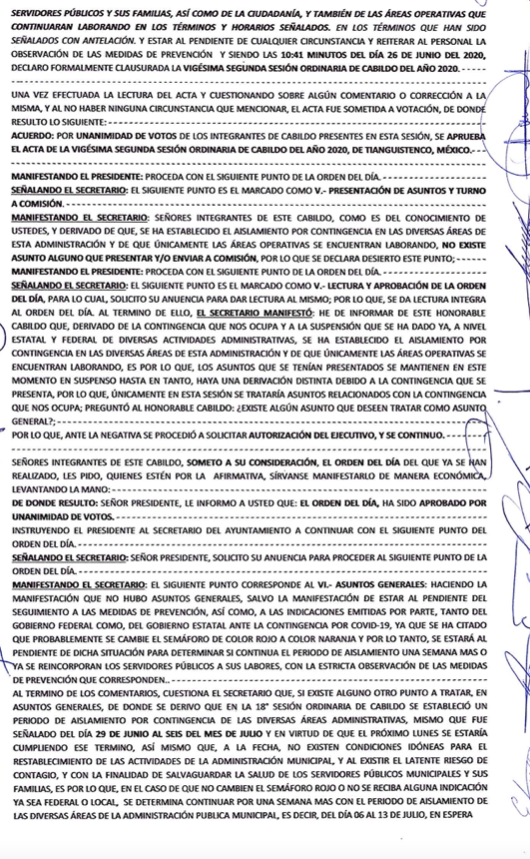 SERVIDORES PÚBLICOS Y SUS FAMILIAS, ASÍ COMO DE LA CIUDADANÍA, Y TAMBIÉN DE LAS ÁREAS OPERATIVAS QUE
CONTINUARAN LABORANDO EN LOS TÉRMINOS Y HORARIOS SEÑALADOS. EN LOS TÉRMINOS QUE HAN SIDO
SEÑALADOS CON ANTELACIÓN. Y ESTAR AL PENDIENTE DE CUALQUIER CIRCUNSTANCIA Y REITERAR AL PERSONAL LA
OBSERVACIÓN DE LAS MEDIDAS DE PREVENCIÓN Y SIENDO LAS 10:41 MINUTOS DEL DÍA 26 DE JUNIO DEL 2020,
DECLARO FORMALMENTE CLAUSURADA LA VIGÉSIMA SEGUNDA SESIÓN ORDINARIA DE CABILDO DEL AÑO 2020.
UNA VEZ EFECTUADA LA LECTURA DEL ACTA Y CUESTIONANDO SOBRE ALGÚN COMENTARIO O CORRECCIÓN A LA
MISMA, Y AL NO HABER NINGUNA CIRCUNSTANCIA QUE MENCIONAR, EL ACTA FUE SOMETIDA A VOTACIÓN, DE DONDE
RESULTO LO SIGUIENTE:
ACUERDO: POR UNANIMIDAD DE VOTOS DE LOS INTEGRANTES DE CABILDO PRESENTES EN ESTA SESIÓN, SE APRUEBA
EL ACTA DE LA VIGÉSIMA SEGUNDA SESIÓN ORDINARIA DE CABILDO DEL AÑO 2020, DE TIANGUISTENCO, MÉXICO.
MANIFESTANDO EL PRESIDENTE: PROCEDA CON EL SIGUIENTE PUNTO DE LA ORDEN DEL DÍA.
SEÑALANDO EL SECRETARIO: EL SIGUIENTE PUNTO ES EL MARCADO COMO V.- PRESENTACIÓN DE ASUNTOS Y TURNO
A COMISIÓN.
MANIFESTANDO EL SECRETARIO: SEÑORES INTEGRANTES DE ESTE CABILDO, COMO ES DEL CONOCIMIENTO DE
USTEDES, Y DERIVADO DE QUE, SE HA ESTABLECIDO EL AISLAMIENTO POR CONTINGENCIA EN LAS DIVERSAS ÁREAS DE
ESTA ADMINISTRACIÓN Y DE QUE ÚNICAMENTE LAS ÁREAS OPERATIVAS SE ENCUENTRAN LABORANDO, NO EXISTE
ASUNTO ALGUNO QUE PRESENTAR Y/O ENVIAR A COMISIÓN, POR LO QUE SE DECLARA DESIERTO ESTE PUNTO;
MANIFESTANDO EL PRESIDENTE: PROCEDA CON EL SIGUIENTE PUNTO DE LA ORDEN DEL DÍA.
SEÑALANDO EL SECRETARIO: EL SIGUIENTE PUNTO ES EL MARCADO COMO V.- LECTURA Y APROBACIÓN DE LA ORDEN
DEL DÍA, PARA LO CUAL, SOLICITO SU ANUENCIA PARA DAR LECTURA AL MISMO; POR LO QUE, SE DA LECTURA INTEGRA
AL ORDEN DEL DÍA. AL TERMINO DE ELLO, EL SECRETARIO MANIFESTÓ: HE DE INFORMAR DE ESTE HONORABLE
CABILDO QUE, DERIVADO DE LA CONTINGENCIA QUE NOS OCUPA Y A LA SUSPENSIÓN QUE SE HA DADO YA, A NIVEL
ESTATAL Y FEDERAL DE DIVERSAS ACTIVIDADES ADMINISTRATIVAS, SE HA ESTABLECIDO EL AISLAMIENTO POR
CONTINGENCIA EN LAS DIVERSAS ÁREAS DE ESTA ADMINISTRACIÓN Y DE QUE ÚNICAMENTE LAS ÁREAS OPERATIVAS SE
ENCUENTRAN LABORANDO, ES POR LO QUE, LOS ASUNTOS QUE SE TENÍAN PRESENTADOS SE MANTIENEN EN ESTE
MOMENTO EN SUSPENSO HASTA EN TANTO, HAYA UNA DERIVACIÓN DISTINTA DEBIDO A LA CONTINGENCIA QUE SE
PRESENTA, POR LO QUE, ÚNICAMENTE EN ESTA SESIÓN SE TRATARÍA ASUNTOS RELACIONADOS CON LA CONTINGENCIA
QUE NOS OCUPA; PREGUNTÓ AL HONORABLE CABILDO: ¿EXISTE ALGÚN ASUNTO QUE DESEEN TRATAR COMO ASUNTO
GENERAL?;
POR LO QUE, ANTE LA NEGATIVA SE PROCEDIÓ A SOLICITAR AUTORIZACIÓN DEL EJECUTIVO, Y SE CONTINUO.
SEÑORES INTEGRANTES DE ESTE CABILDO, SOMETO A SU CONSIDERACIÓN, EL ORDEN DEL DÍA DEL QUE YA SE HAN
REALIZADO, LES PIDO, QUIENES ESTÉN POR LA AFIRMATIVA, SÍRVANSE MANIFESTARLO DE MANERA ECONÓMICA,
LEVANTANDO LA MANO:
DE DONDE RESULTO: SEÑOR PRESIDENTE, LE INFORMO A USTED QUE: EL ORDEN DEL DÍA, HA SIDO APROBADO POR
UNANIMIDAD DE VOTOS.
INSTRUYENDO EL PRESIDENTE AL SECRETARIO DEL AYUNTAMIENTO A CONTINUAR CON EL SIGUIENTE PUNTO DEL
ORDEN DEL DÍA.
SEÑALANDO EL SECRETARIO: SEÑOR PRESIDENTE, SOLICITO SU ANUENCIA PARA PROCEDER AL SIGUIENTE PUNTO DE LA
ORDEN DEL DÍA.
MANIFESTANDO EL SECRETARIO: EL SIGUIENTE PUNTO CORRESPONDE AL VI.- ASUNTOS GENERALES: HACIENDO LA
MANIFESTACIÓN QUE NO HUBO ASUNTOS GENERALES, SALVO LA MANIFESTACIÓN DE ESTAR AL PENDIENTE DEL
SEGUIMIENTO A LAS MEDIDAS DE PREVENCIÓN, ASÍ COMO, A LAS INDICACIONES EMITIDAS POR PARTE, TANTO DEL
GOBIERNO FEDERAL COMO, DEL GOBIERNO ESTATAL ANTE LA CONTINGENCIA POR COVID-19, YA QUE SE HA CITADO
QUE PROBABLEMENTE SE CAMBIE EL SEMÁFORO DE COLOR ROJO A COLOR NARANJA Y POR LO TANTO, SE ESTARÁ AL
PENDIENTE DE DICHA SITUACIÓN PARA DETERMINAR SI CONTINUA EL PERIODO DE AISLAMIENTO UNA SEMANA MAS O
YA SE REINCORPORAN LOS SERVIDORES PÚBLICOS A SUS LABORES, CON LA ESTRICTA OBSERVACIÓN DE LAS MEDIDAS
DE PREVENCIÓN QUE CORRESPONDEN..
AL TERMINO DE LOS COMENTARIOS, CUESTIONA EL SECRETARIO QUE, SI EXISTE ALGUNO OTRO PUNTO A TRATAR, EN
ASUNTOS GENERALES, DE DONDE SE DERIVO QUE EN LA 18° SESIÓN ORDINARIA DE CABILDO SE ESTABLECIÓ UN
PERIODO DE AISLAMIENTO POR CONTINGENCIA DE LAS DIVERSAS ÁREAS ADMINISTRATIVAS, MISMO QUE FUE
SEÑALADO DEL DÍA 29 DE JUNIO AL SEIS DEL MES DE JULIO Y EN VIRTUD DE QUE EL PRÓXIMO LUNES SE ESTARÍA
CUMPLIENDO ESE TERMINO, ASÍ MISMO QUE, A LA FECHA, NO EXISTEN CONDICIONES IDÓNEAS PARA EL
RESTABLECIMIENTO DE LAS ACTIVIDADES DE LA ADMINISTRACIÓN MUNICIPAL, Y AL EXISTIR EL LATENTE RIESGO DE
CONTAGIO, Y CON LA FINALIDAD DE SALVAGUARDAR LA SALUD DE LOS SERVIDORES PÚBLICOS MUNICIPALES Y SUS
FAMILIAS, ES POR LO QUE, EN EL CASO DE QUE NO CAMBIEN EL SEMÁFORO ROJO O NO SE RECIBA ALGUNA INDICACIÓN
YA SEA FEDERAL O LOCAL, SE DETERMINA CONTINUAR POR UNA SEMANA MAS CON EL PERIODO DE AISLAMIENTO DE
LAS DIVERSAS ÁREAS DE LA ADMINISTRACIÓN PUBLICA MUNICIPAL, ES DECIR, DEL DÍA 06 AL 13 DE JULIO, EN ESPERA